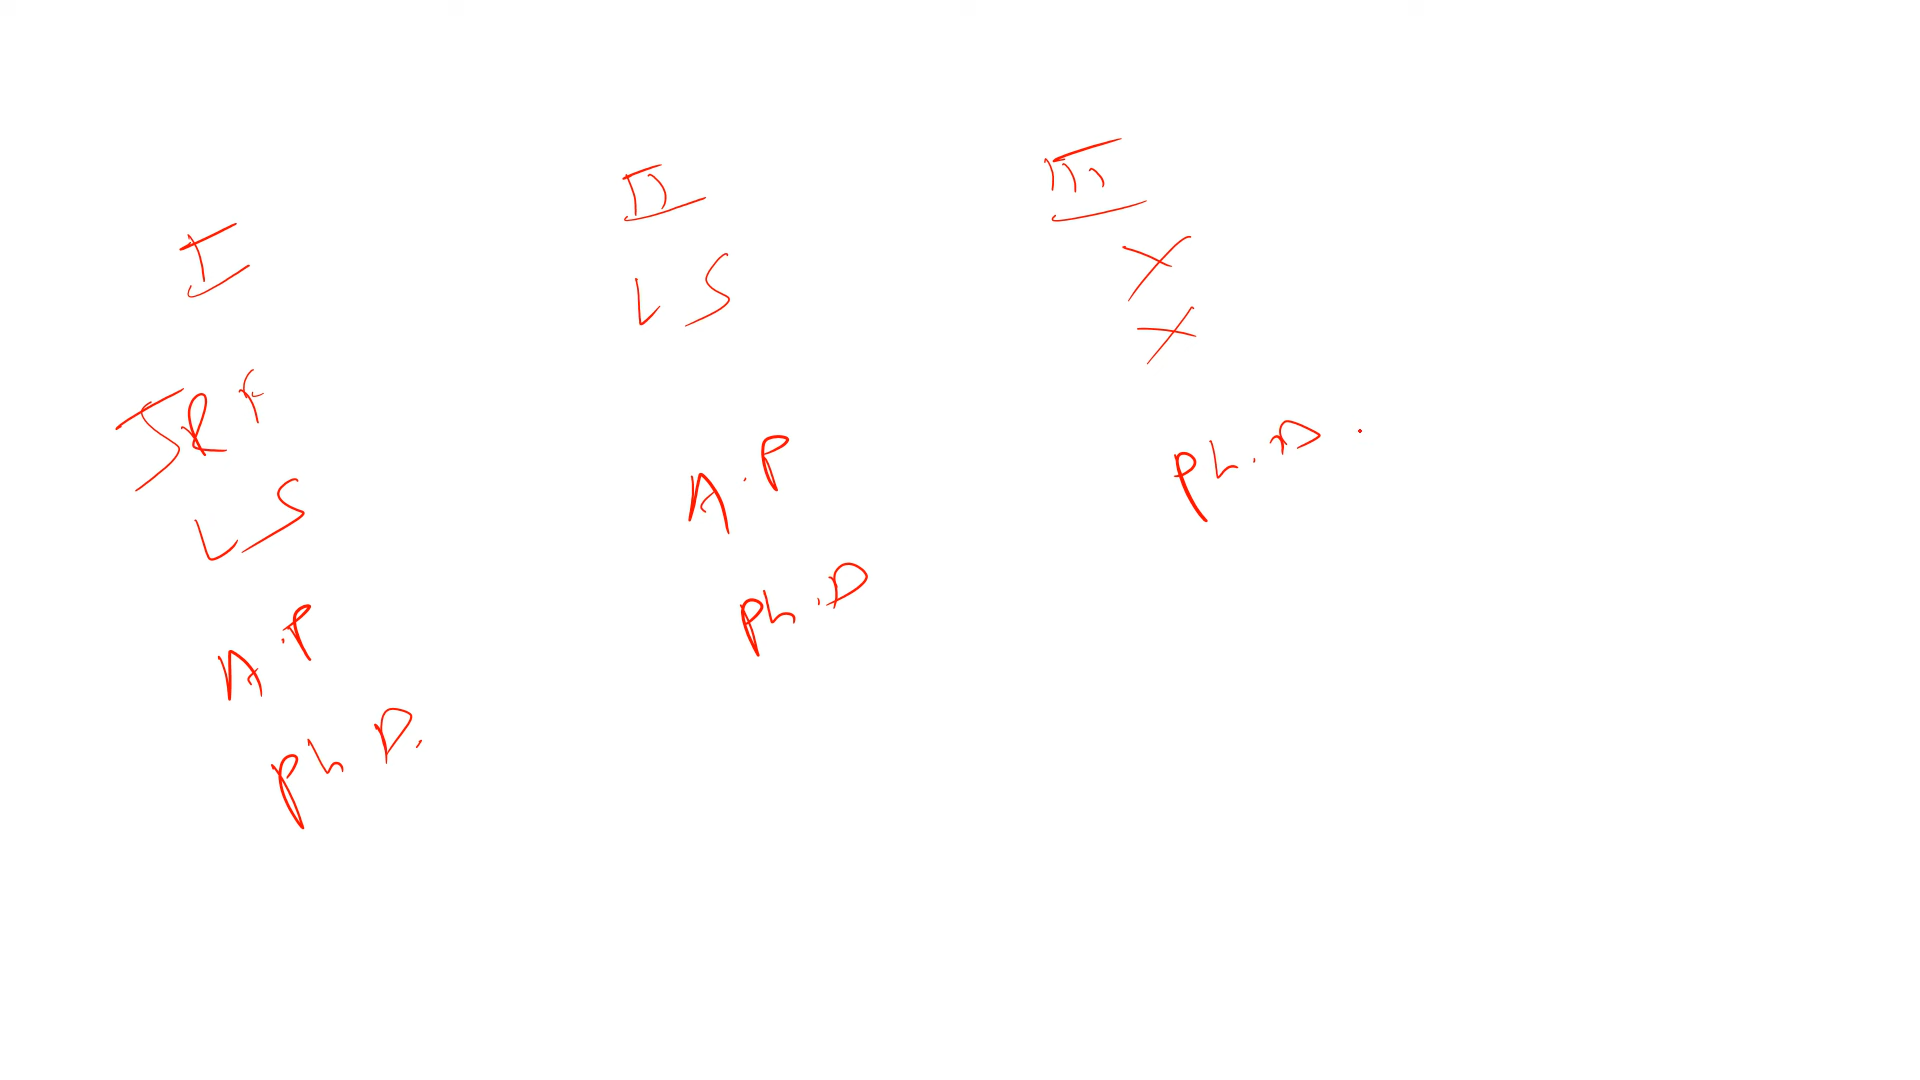 I
JRF
LS
A.P
Ph D.
II
LS
A.P
Ph.D
III
X
X
Ph.D.